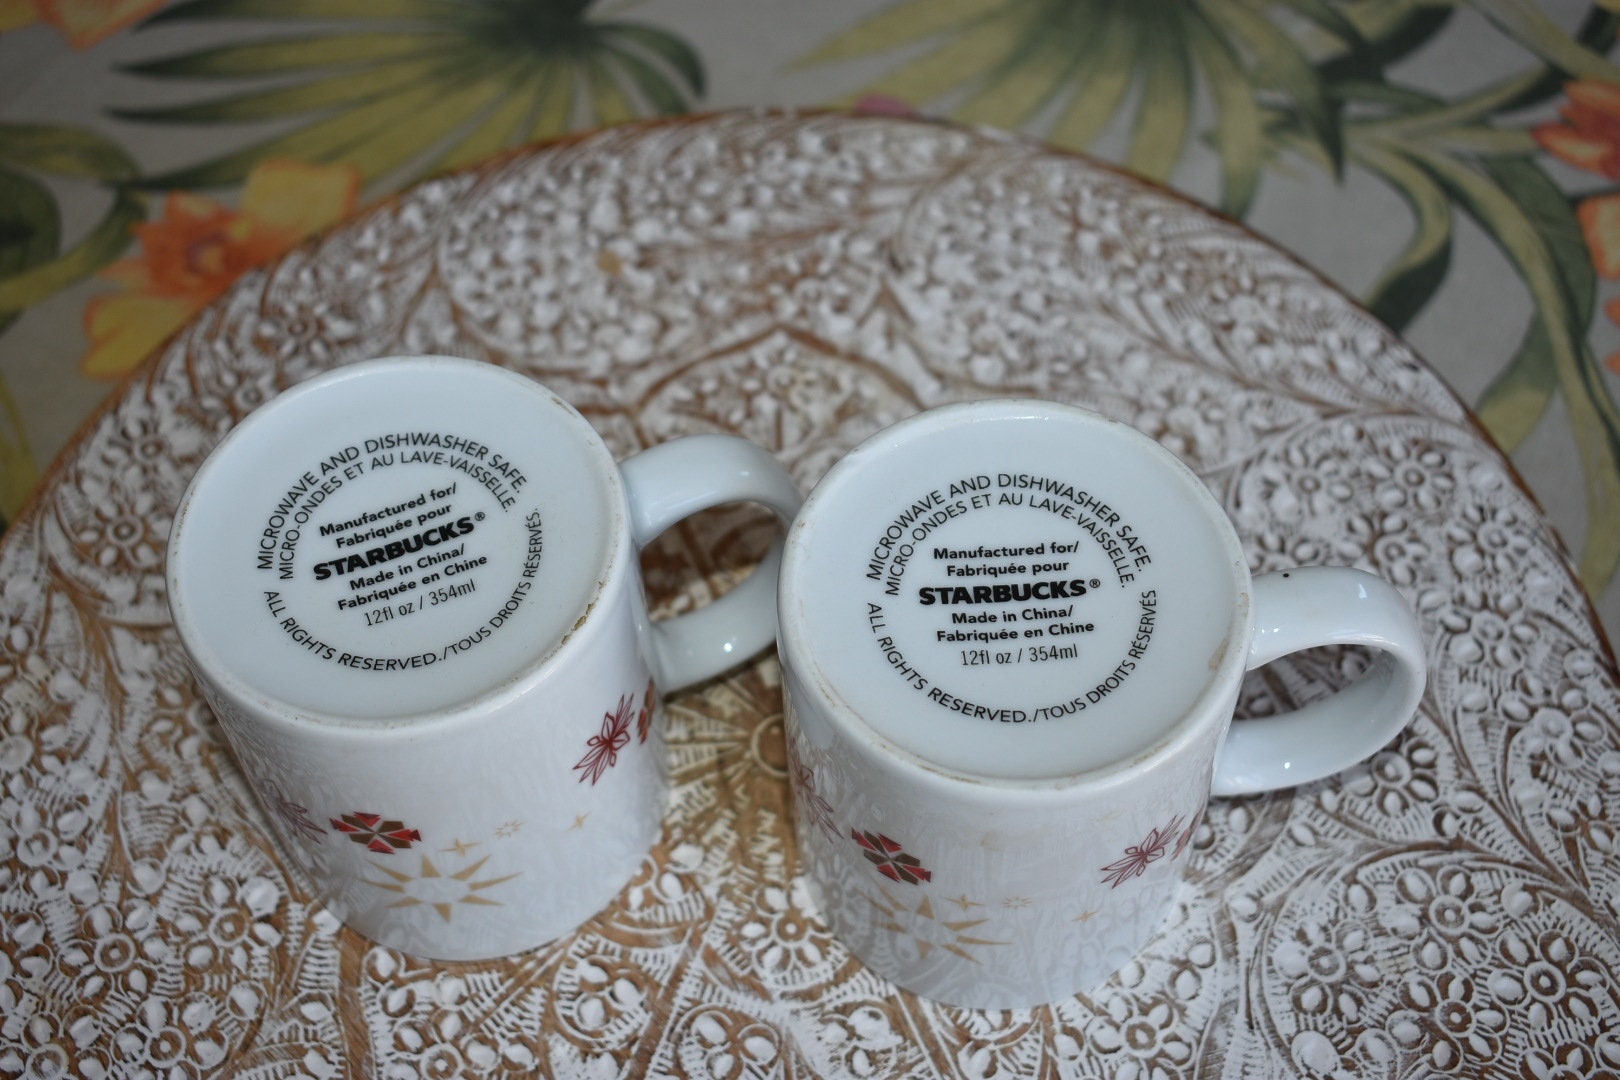 MICROWAVE AND DISHWASHER SAFE.
MICRO-ONDES ET AU LAVE-VAISSELLE.
Manufactured for/
Fabriquée pour
STARBUCKS®
Made in China/
Fabriquée en Chine
12fl oz / 354ml
ALL RIGHTS RESERVED./TOUS DROITS RÉSERVÉS.
MICROWAVE AND DISHWASHER SAFE.
MICRO-ONDES ET AU LAVE-VAISSELLE.
Manufactured for/
Fabriquée pour
STARBUCKS®
Made in China/
Fabriquée en Chine
12fl oz / 354ml
ALL RIGHTS RESERVED./TOUS DROITS RÉSERVÉS